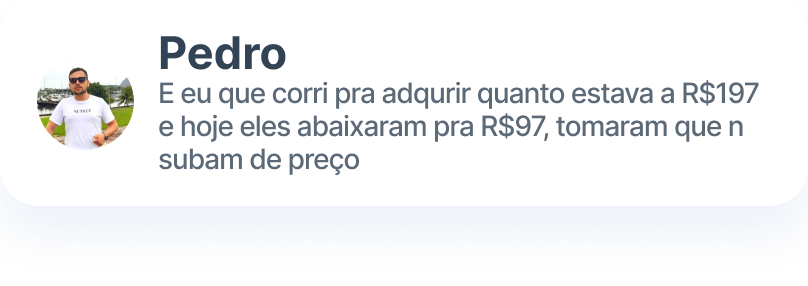 Pedro
E eu que corri pra adqurir quanto estava a R$197
e hoje eles abaixaram pra R$97, tomaram que n
subam de preço